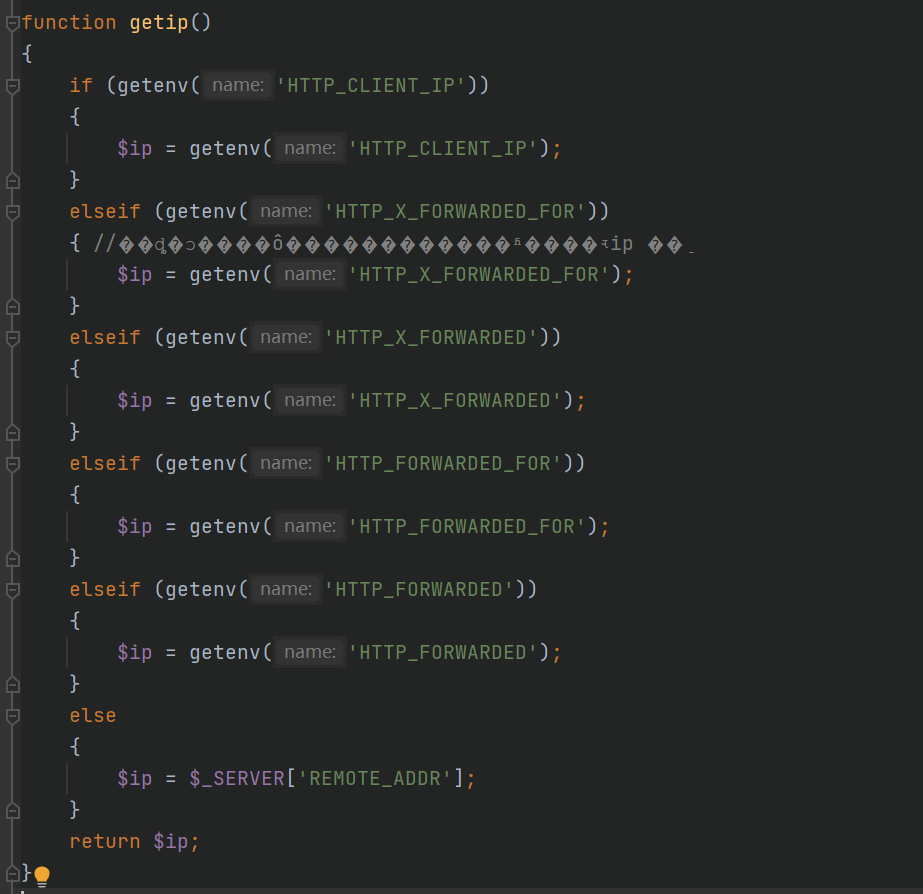 function getip()
{
if (getenv( name: 'HTTP_CLIENT_IP'))
{
$ip = getenv( name: 'HTTP_CLIENT_IP');
}
elseif (getenv( name: 'HTTP_X_FORWARDED_FOR'))
{ // ip
$ip = getenv( name: 'HTTP_X_FORWARDED_FOR');
}
elseif (getenv( name: 'HTTP_X_FORWARDED'))
{
$ip = getenv( name: 'HTTP_X_FORWARDED');
}
elseif (getenv( name: 'HTTP_FORWARDED_FOR'))
{
$ip = getenv( name: 'HTTP_FORWARDED_FOR');
}
elseif (getenv( name: 'HTTP_FORWARDED'))
{
$ip = getenv( name: 'HTTP_FORWARDED');
}
else
{
$ip = $_SERVER['REMOTE_ADDR'];
}
return $ip;
}